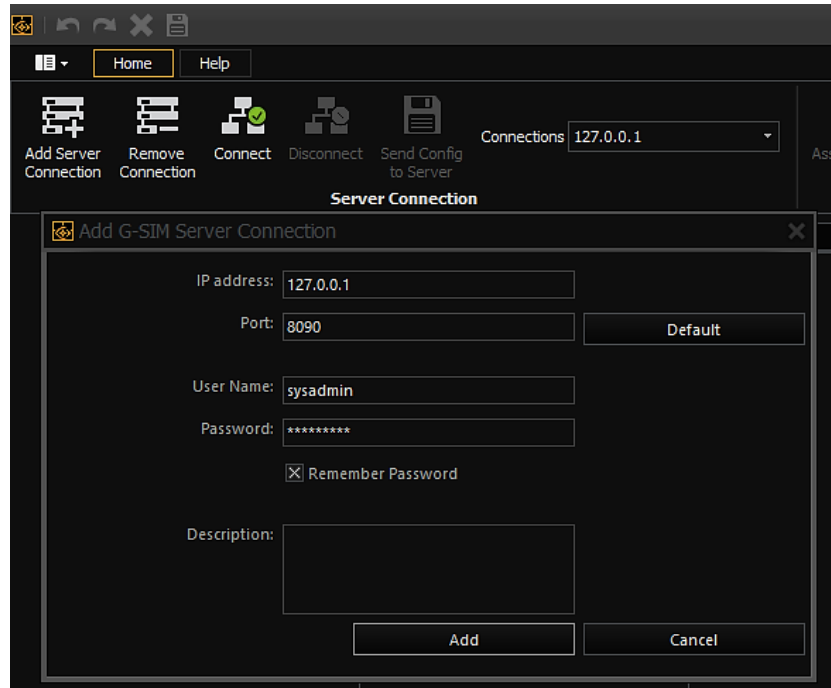 Home Help
Add Server
Connection
Remove
Connection
Connect
Disconnect
Send Config
to Server
Connections 127.0.0.1
Server Connection
Add G-SIM Server Connection
IP address: 127.0.0.1
Port: 8090 Default
User Name: sysadmin
Password: *********
Remember Password
Description:
Add Cancel